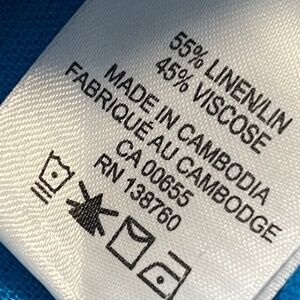 55% LINEN/LIN
45% VISCOSE
MADE IN CAMBODIA
FABRIQUÉ AU CAMBODGE
CA 00655
RN 138760